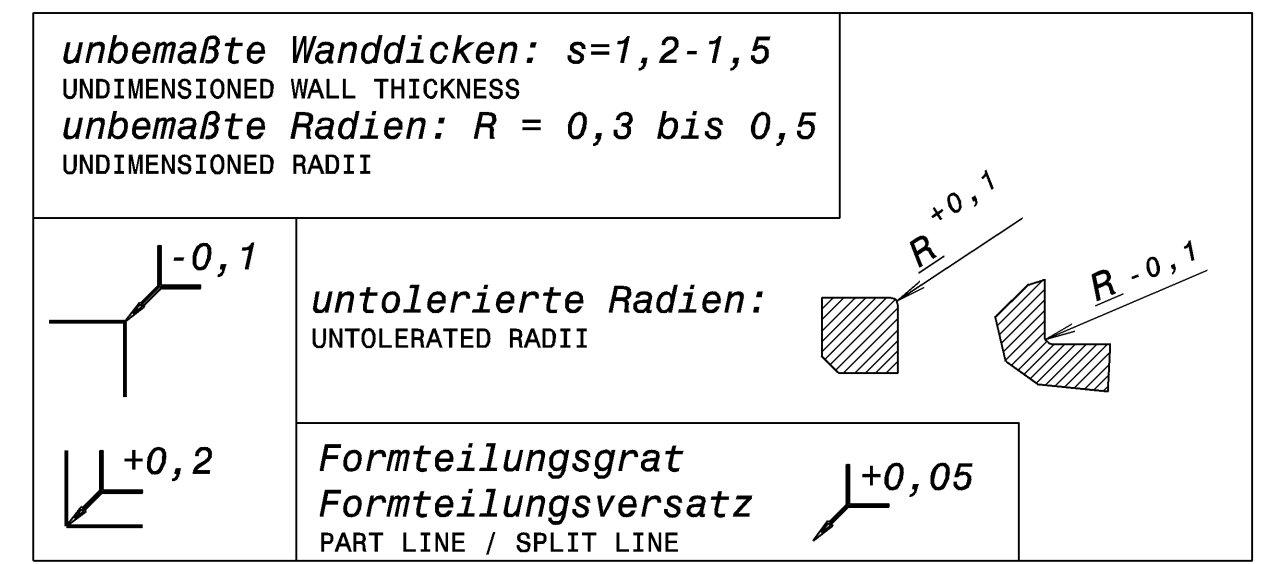 unbemaßte Wanddicken: s=1,2-1,5
UNDIMENSIONED WALL THICKNESS
unbemaßte Radien: R = 0,3 bis 0,5
UNDIMENSIONED RADII
-0,1
untolerierte Radien:
UNTOLERATED RADII
R +0,1
R -0,1
+0,2
Formteilungsgrat
Formteilungsversatz
PART LINE / SPLIT LINE
+0,05